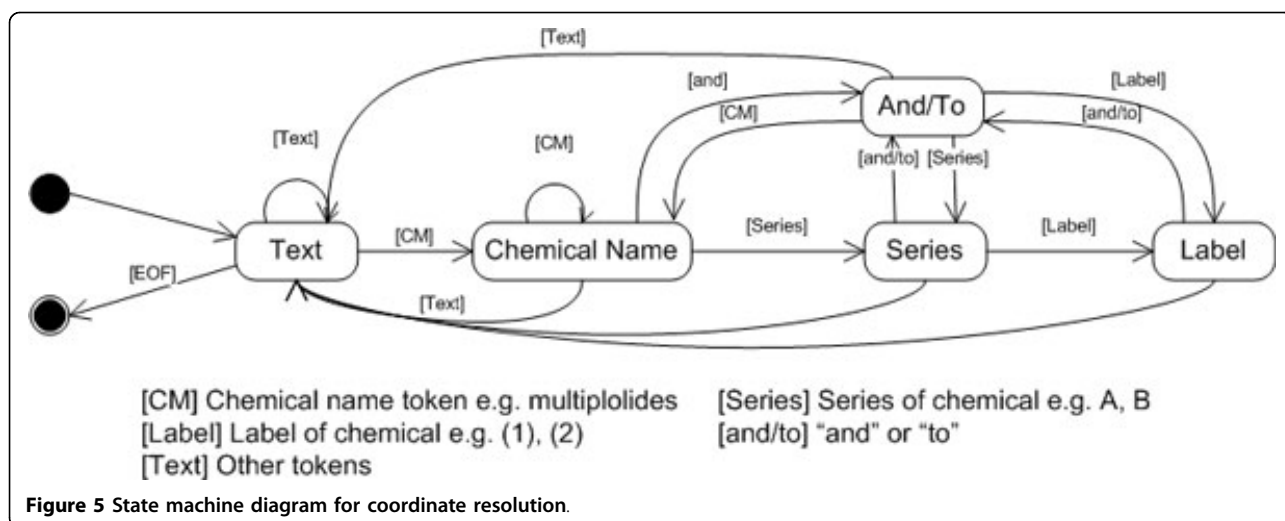 [Text]
[and]
[Label]
And/To
[CM]
[and/to]
[Text]
[CM]
[and/to]
[Series]
Text
[CM]
Chemical Name
[Series]
Series
[Label]
Label
[EOF]
[Text]
[CM] Chemical name token e.g. multiplolides
[Series] Series of chemical e.g. A, B
[Label] Label of chemical e.g. (1), (2)
[and/to] “and” or “to”
[Text] Other tokens
Figure 5 State machine diagram for coordinate resolution.